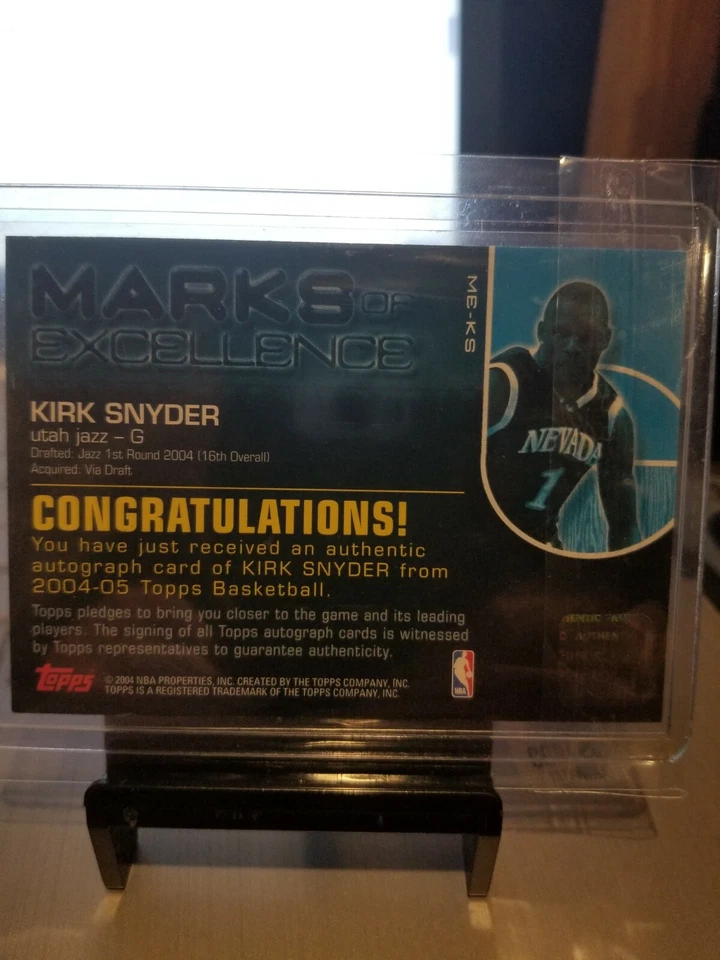 MARKS OF
EXCELLENCE
ME-KS
KIRK SNYDER
utah jazz – G
Drafted: Jazz 1st Round 2004 (16th Overall)
Acquired: Via Draft
NEVADA
1
CONGRATULATIONS!
You have just received an authentic
autograph card of KIRK SNYDER from
2004-05 Topps Basketball.
Topps pledges to bring you closer to the game and its leading
players. The signing of all Topps autograph cards is witnessed
by Topps representatives to guarantee authenticity.
Topps
© 2004 NBA PROPERTIES, INC. CREATED BY THE TOPPS COMPANY, INC.
TOPPS IS A REGISTERED TRADEMARK OF THE TOPPS COMPANY, INC.
NBA